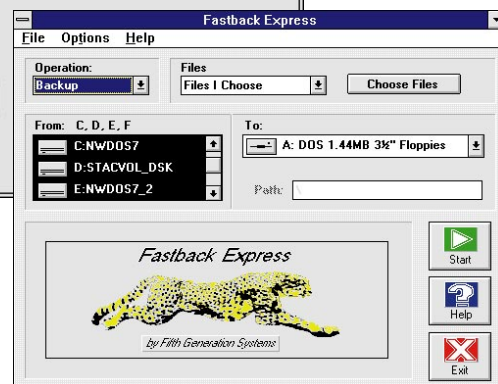 Fastback Express
File Options Help
Operation:
Backup
Files
Files I Choose
Choose Files
From: C, D, E, F
C:NWDOS7
D:STACVOL_DSK
E:NWDOS7_2
To:
A: DOS 1.44MB 3½" Floppies
Path: \
Fastback Express
by Fifth Generation Systems
Start
Help
Exit